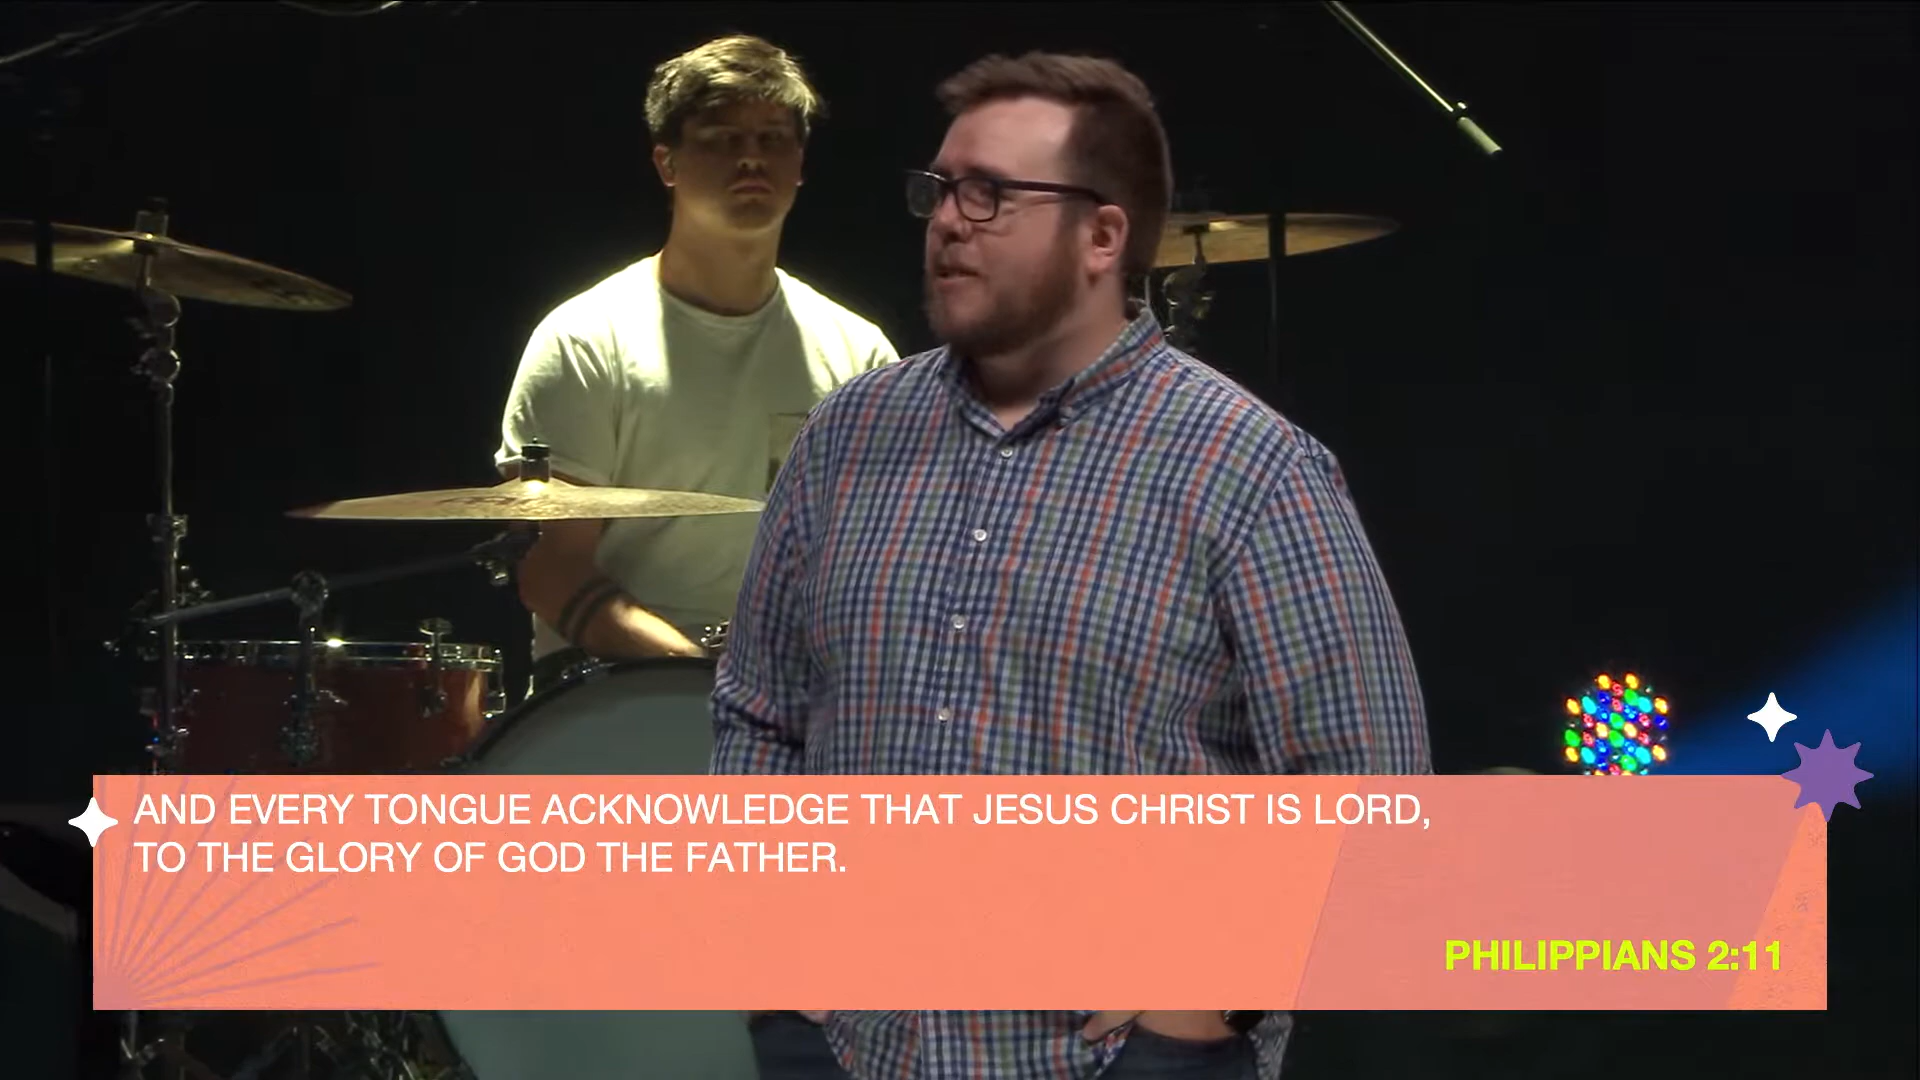 AND EVERY TONGUE ACKNOWLEDGE THAT JESUS CHRIST IS LORD,
TO THE GLORY OF GOD THE FATHER.
PHILIPPIANS 2:11